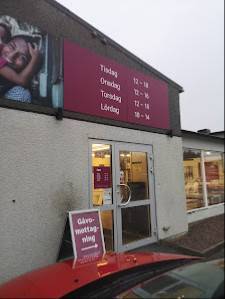 Tisdag 12 - 18
Onsdag 12 - 16
Torsdag 12 - 18
Lördag 10 - 14
Gåvo-
mottag-
ning